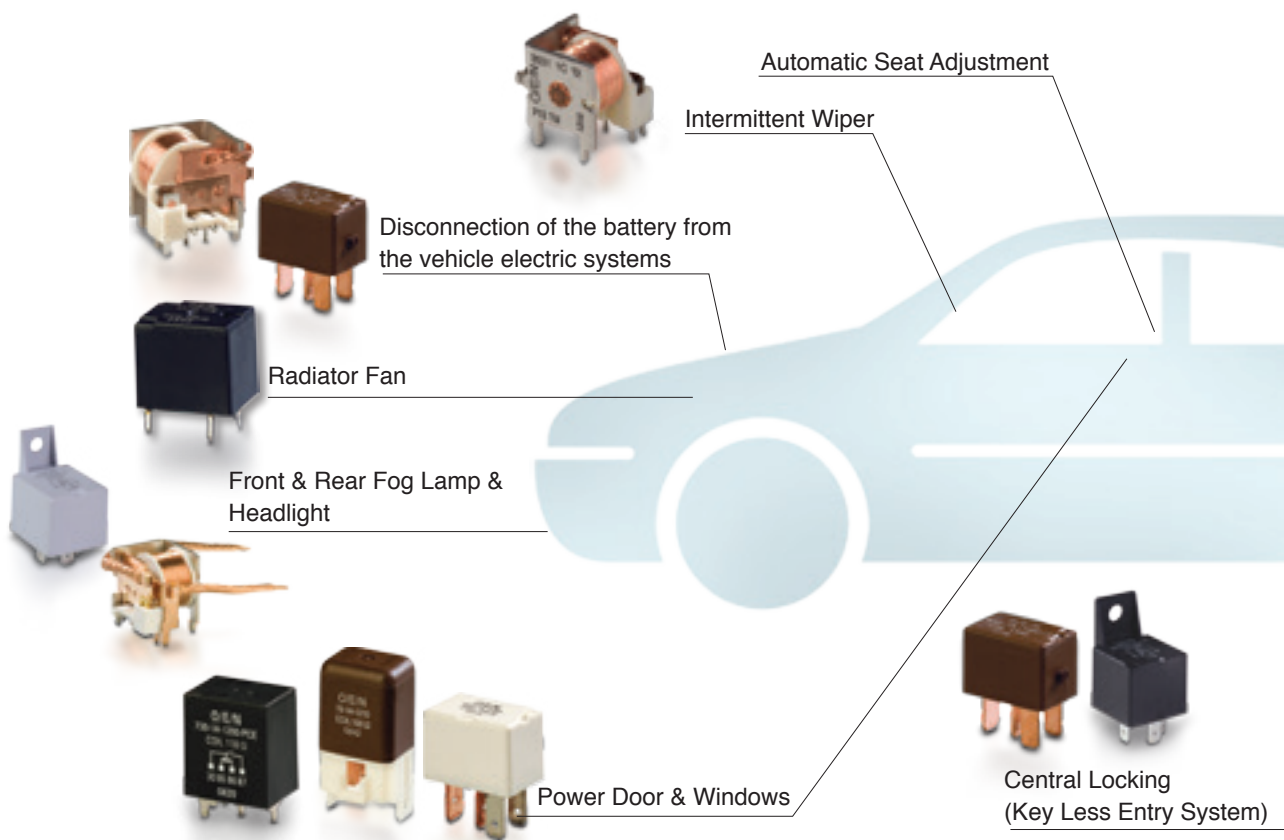 Automatic Seat Adjustment
Intermittent Wiper
Disconnection of the battery from
the vehicle electric systems
Radiator Fan
Front & Rear Fog Lamp &
Headlight
O/E/N
O/E/N
O/E/N
Power Door & Windows
Central Locking
(Key Less Entry System)